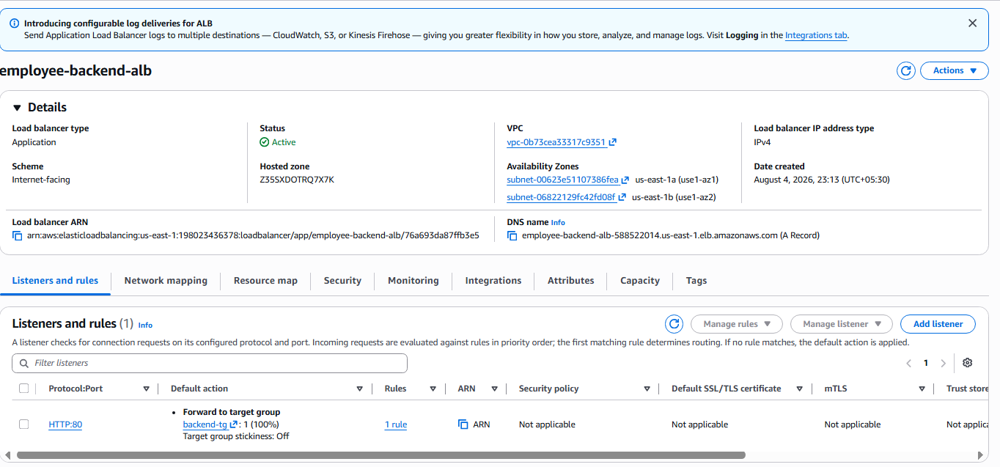 Introducing configurable log deliveries for ALB
Send Application Load Balancer logs to multiple destinations — CloudWatch, S3, or Kinesis Firehose — giving you greater flexibility in how you store, analyze, and manage logs. Visit Logging in the Integrations tab.
employee-backend-alb
Actions
Details
Load balancer type
Application
Status
Active
VPC
vpc-0b73cea33317c9351
Load balancer IP address type
IPv4
Scheme
Internet-facing
Hosted zone
Z35SXDOTRQ7X7K
Availability Zones
subnet-00623e51107386fea us-east-1a (use1-az1)
subnet-06822129fc42fd08f us-east-1b (use1-az2)
Date created
August 4, 2026, 23:13 (UTC+05:30)
Load balancer ARN
arn:aws:elasticloadbalancing:us-east-1:198023436378:loadbalancer/app/employee-backend-alb/76a693da87ffb3e5
DNS name Info
employee-backend-alb-588522014.us-east-1.elb.amazonaws.com (A Record)
Listeners and rules Network mapping Resource map Security Monitoring Integrations Attributes Capacity Tags
Listeners and rules (1) Info
Manage rules Manage listener Add listener
A listener checks for connection requests on its configured protocol and port. Incoming requests are evaluated against rules in priority order; the first matching rule determines routing. If no rule matches, the default action is applied.
Filter listeners
1
Protocol:Port Default action Rules ARN Security policy Default SSL/TLS certificate mTLS Trust store
HTTP:80
• Forward to target group
backend-tg : 1 (100%)
Target group stickiness: Off
1 rule
ARN
Not applicable
Not applicable
Not applicable
Not applica